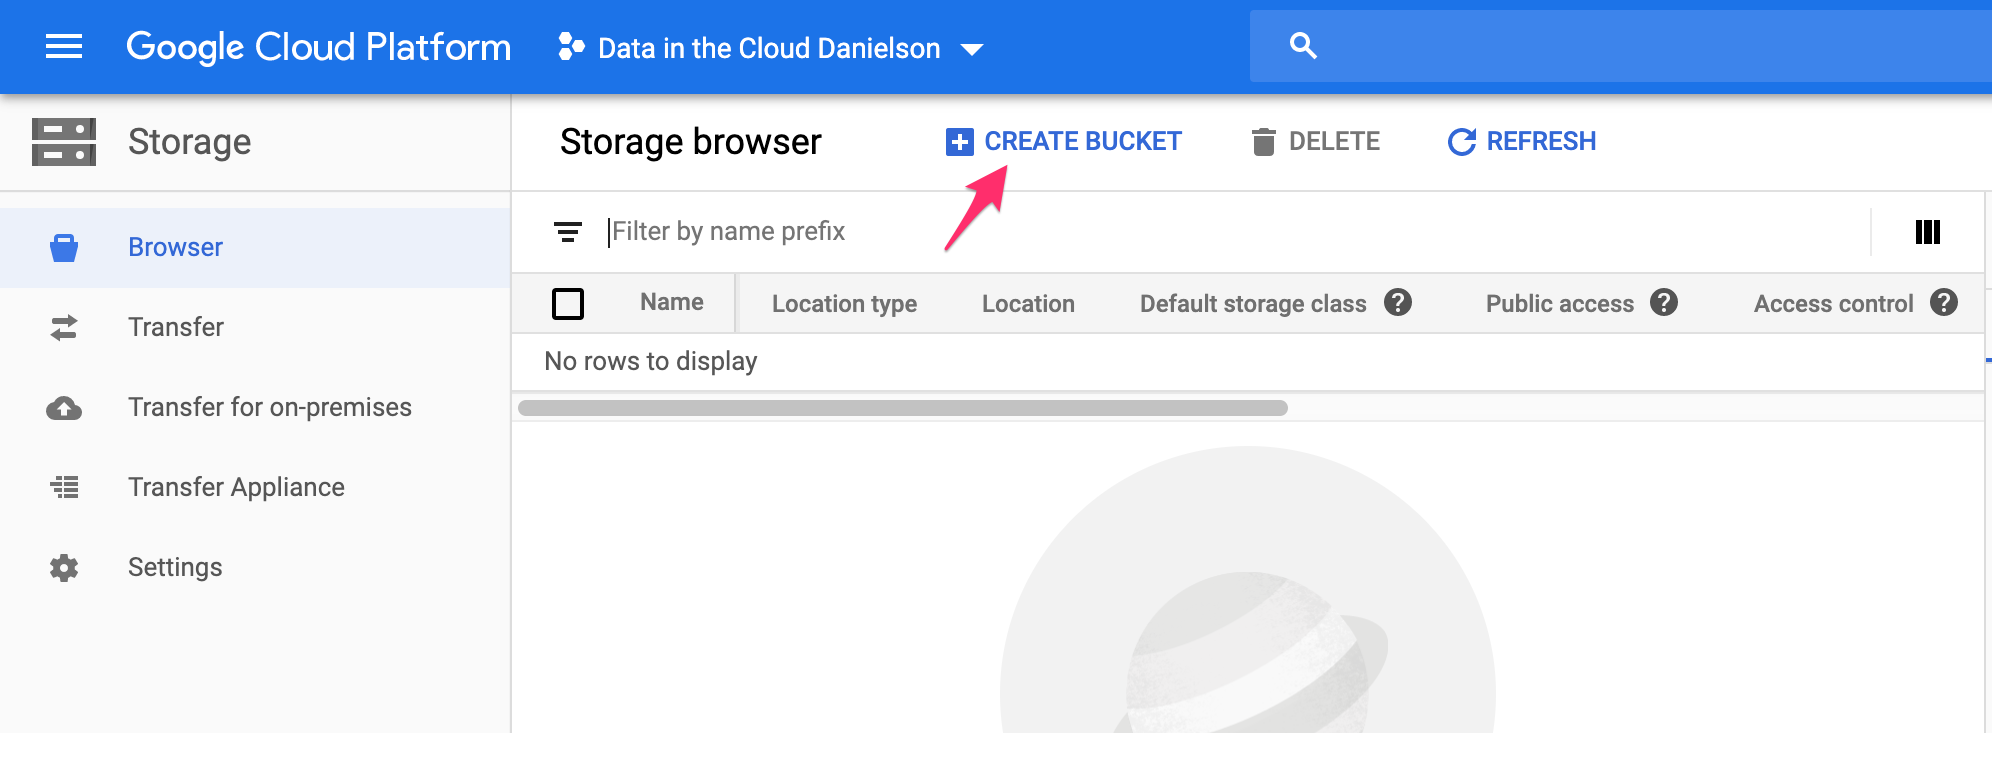 Google Cloud Platform
Data in the Cloud Danielson
Storage
Storage browser
CREATE BUCKET
DELETE
REFRESH
Browser
Transfer
Transfer for on-premises
Transfer Appliance
Settings
Filter by name prefix
Name Location type Location Default storage class ? Public access ? Access control ?
No rows to display